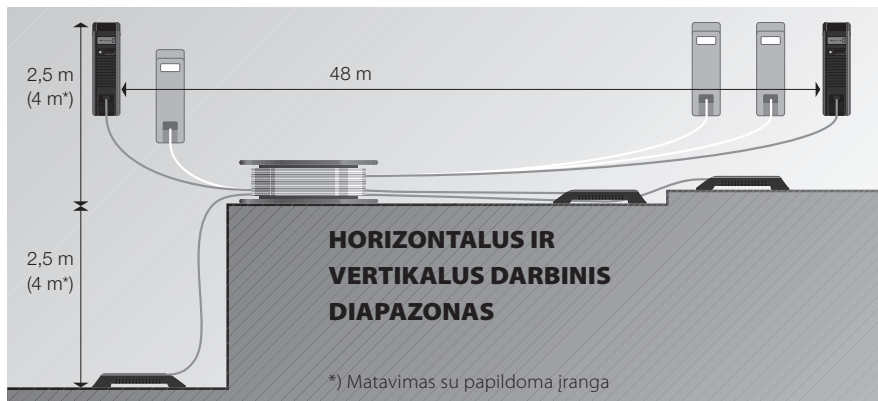 2,5 m
(4 m*)
48 m
2,5 m
(4 m*)
HORIZONTALUS IR
VERTIKALUS DARBINIS
DIAPAZONAS
*) Matavimas su papildoma įranga